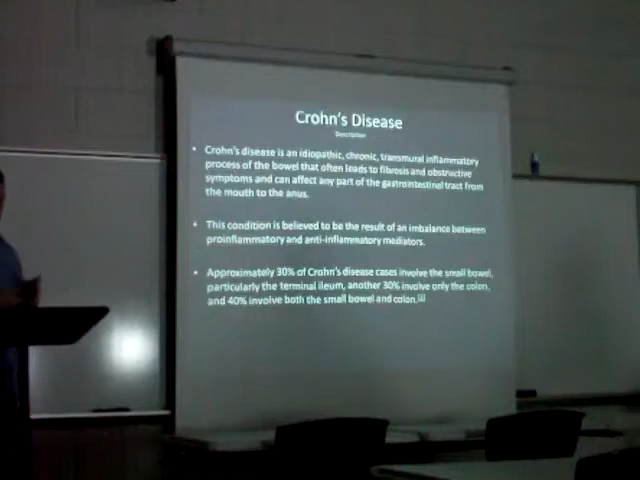 Crohn's Disease
Description
• Crohn's disease is an idiopathic, chronic, transmural inflammatory
process of the bowel that often leads to fibrosis and obstructive
symptoms and can affect any part of the gastrointestinal tract from
the mouth to the anus.
• This condition is believed to be the result of an imbalance between
proinflammatory and anti-inflammatory mediators.
• Approximately 30% of Crohn's disease cases involve the small bowel,
particularly the terminal ileum, another 30% involve only the colon,
and 40% involve both the small bowel and colon.[1]